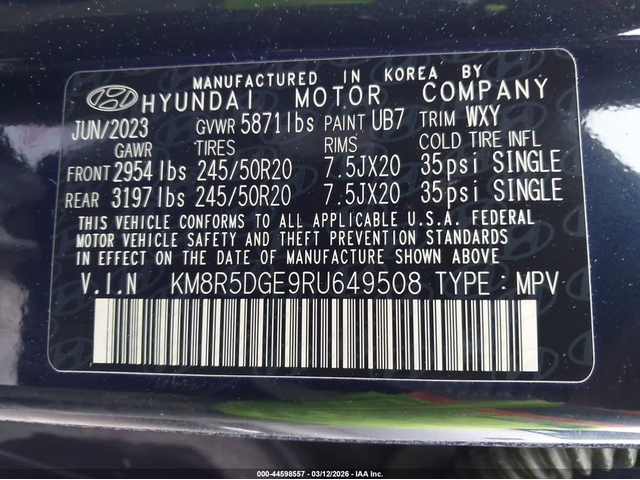 MANUFACTURED IN KOREA BY
HYUNDAI MOTOR COMPANY
JUN/2023 GVWR 5871lbs PAINT UB7 TRIM WXY
GAWR TIRES RIMS COLD TIRE INFL
FRONT 2954lbs 245/50R20 7.5JX20 35psi SINGLE
REAR 3197lbs 245/50R20 7.5JX20 35psi SINGLE
THIS VEHICLE CONFORMS TO ALL APPLICABLE U.S.A. FEDERAL
MOTOR VEHICLE SAFETY AND THEFT PREVENTION STANDARDS
IN EFFECT ON THE DATE OF MANUFACTURE SHOWN ABOVE
V.I.N KM8R5DGE9RU649508 TYPE : MPV
000-44598557 - 03/12/2026 - IAA Inc.